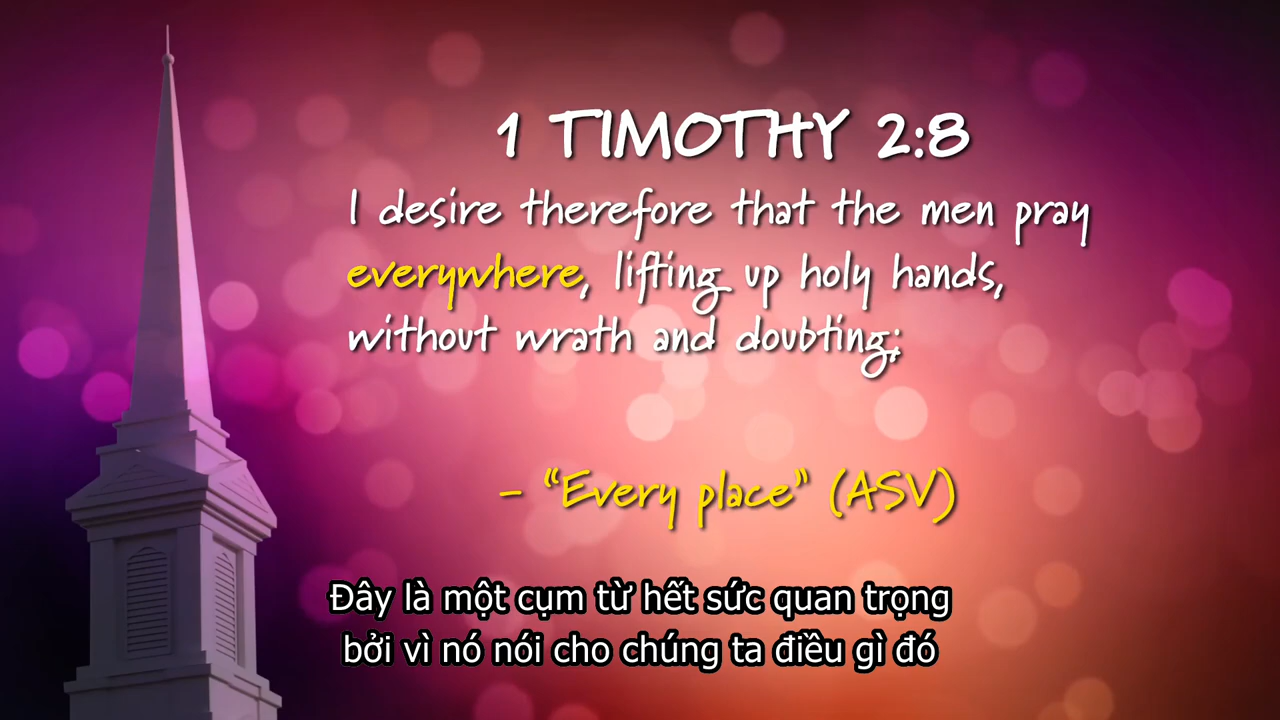 1 TIMOTHY 2:8
I desire therefore that the men pray
everywhere, lifting up holy hands,
without wrath and doubting;
- "Every place" (ASV)
Đây là một cụm từ hết sức quan trọng
bởi vì nó nói cho chúng ta điều gì đó